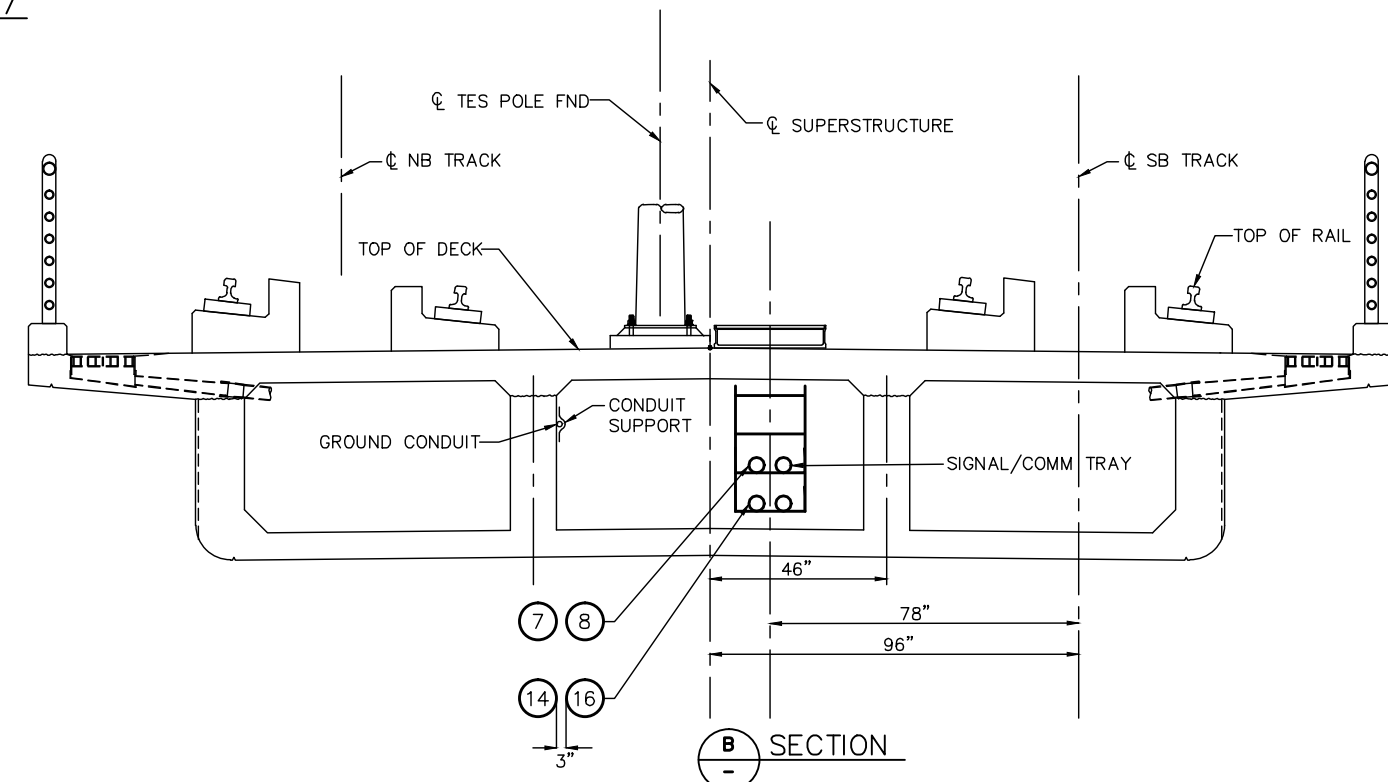 7
℄ TES POLE FND
℄ SUPERSTRUCTURE
℄ NB TRACK
℄ SB TRACK
TOP OF DECK
TOP OF RAIL
CONDUIT
SUPPORT
GROUND CONDUIT
SIGNAL/COMM TRAY
46"
7 8
78"
96"
14 16
3"
B
-
SECTION